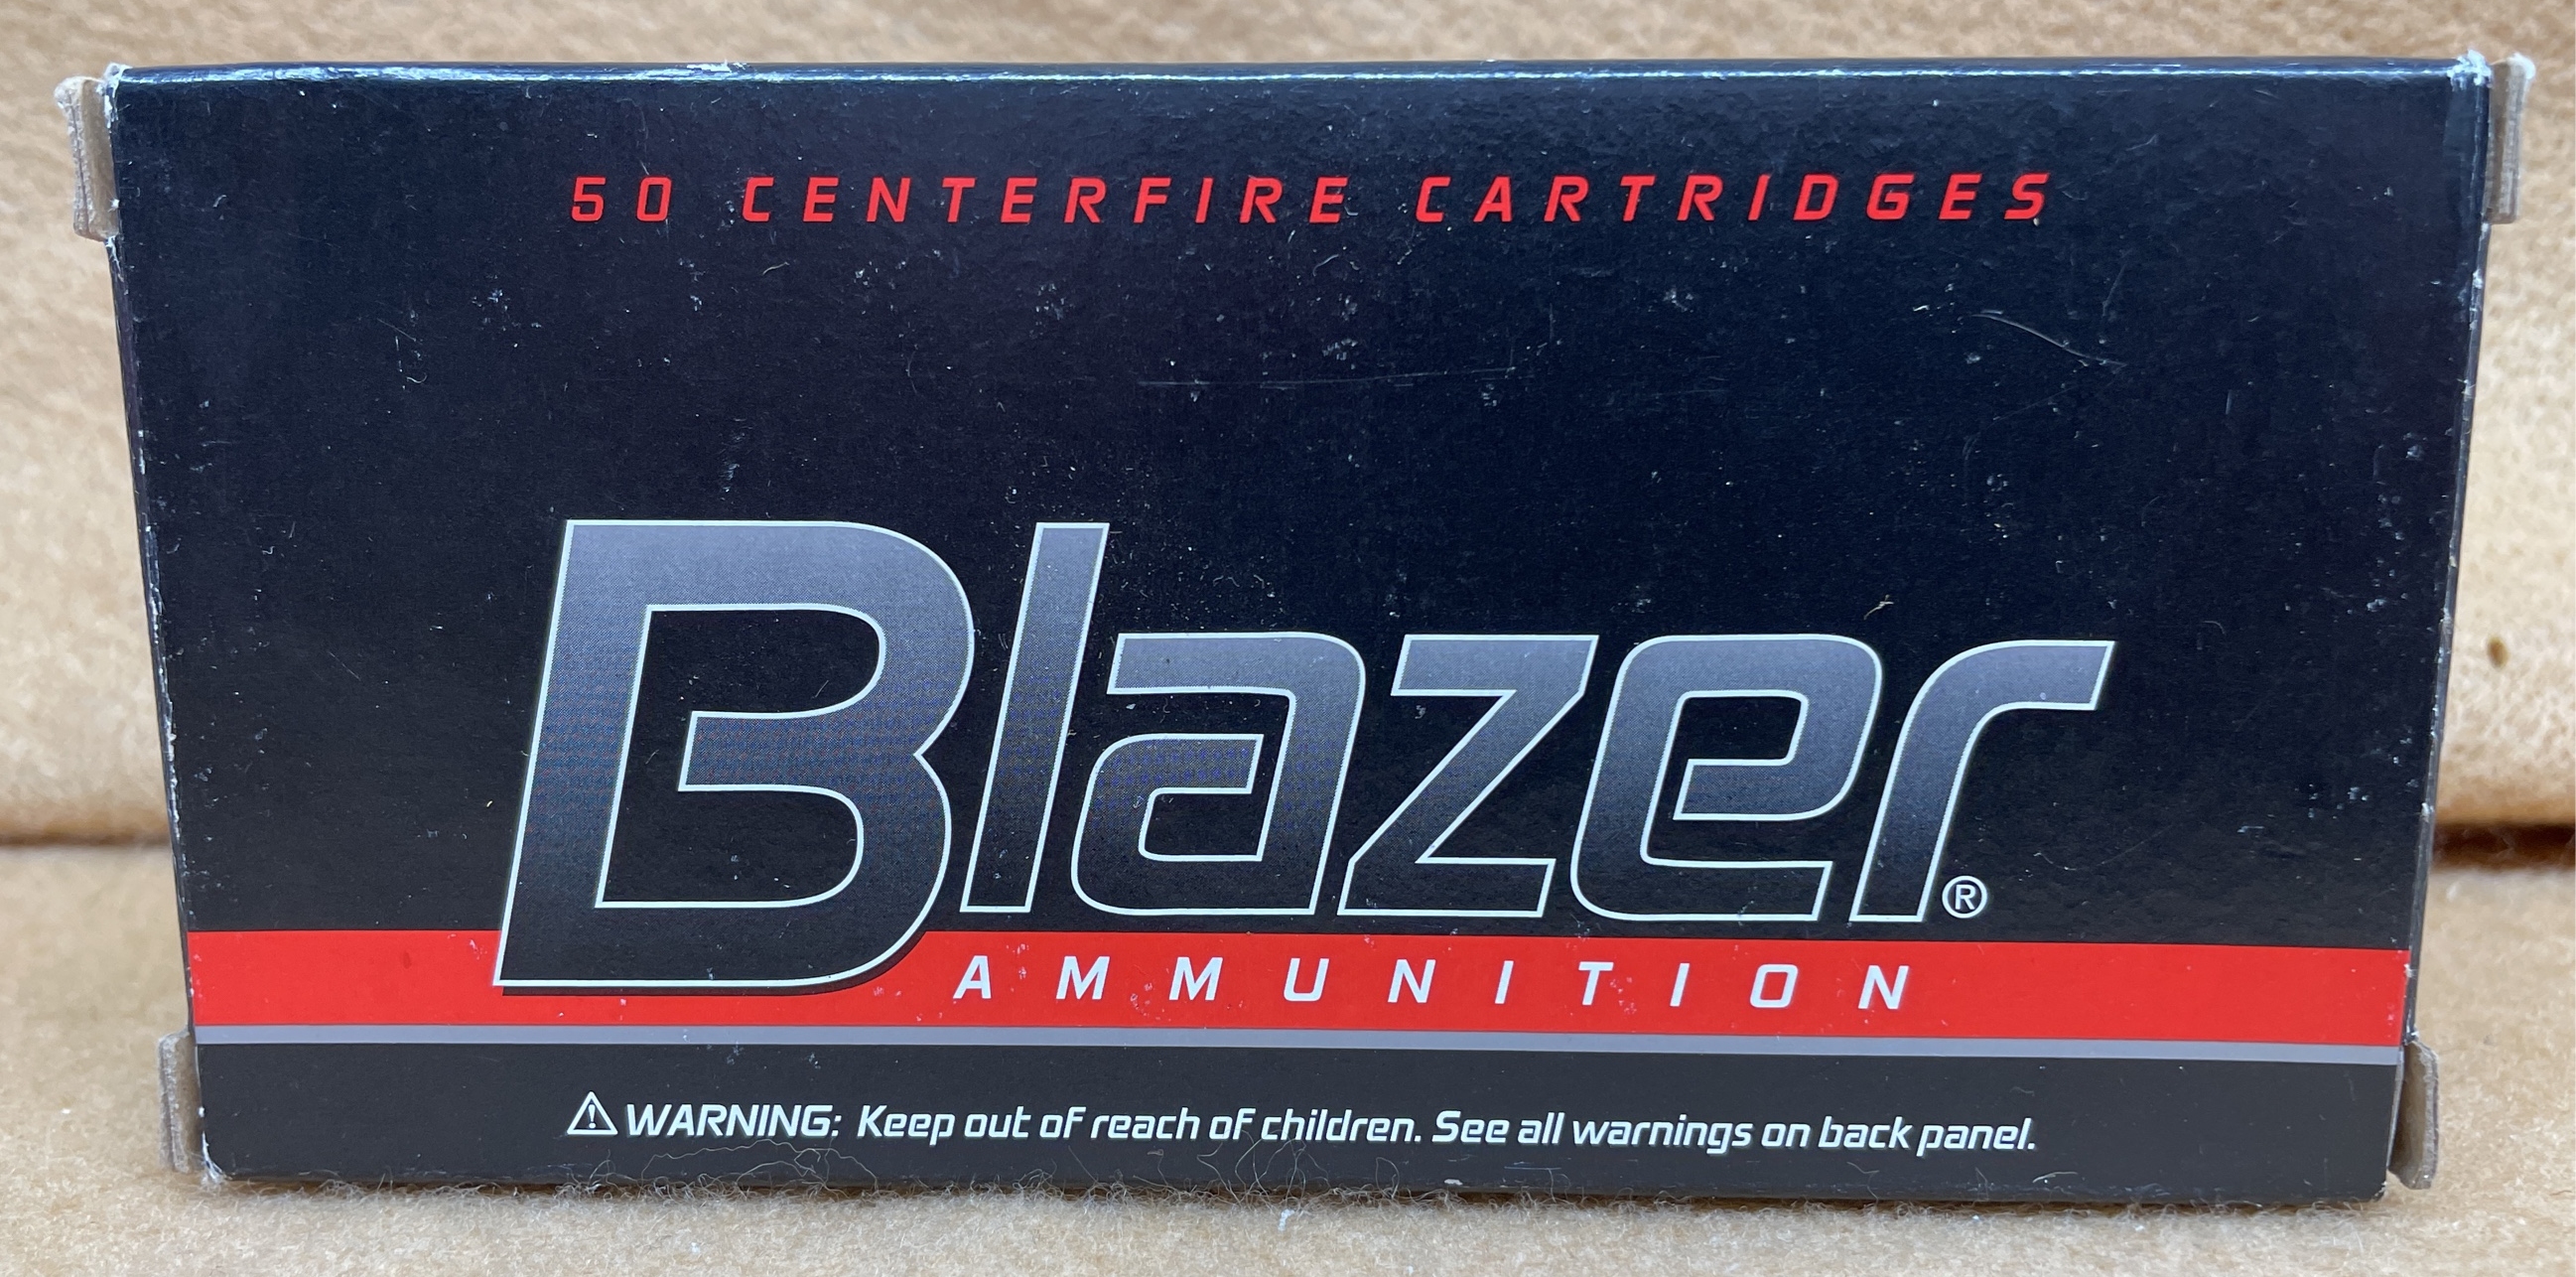 50 CENTERFIRE CARTRIDGES
Blazer®
AMMUNITION
⚠WARNING: Keep out of reach of children. See all warnings on back panel.